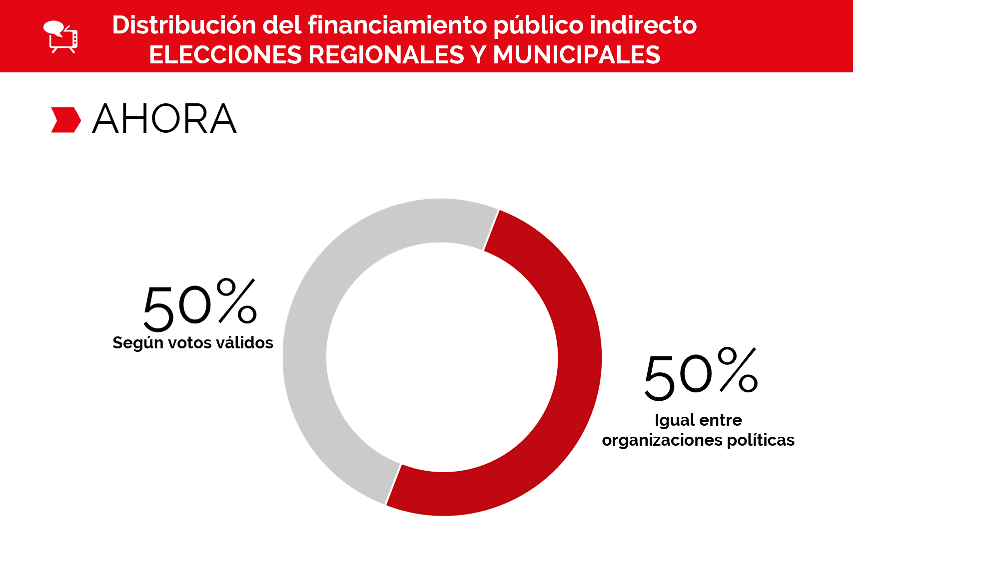 Distribución del financiamiento público indirecto
ELECCIONES REGIONALES Y MUNICIPALES
AHORA
50%
Según votos válidos
50%
Igual entre
organizaciones políticas